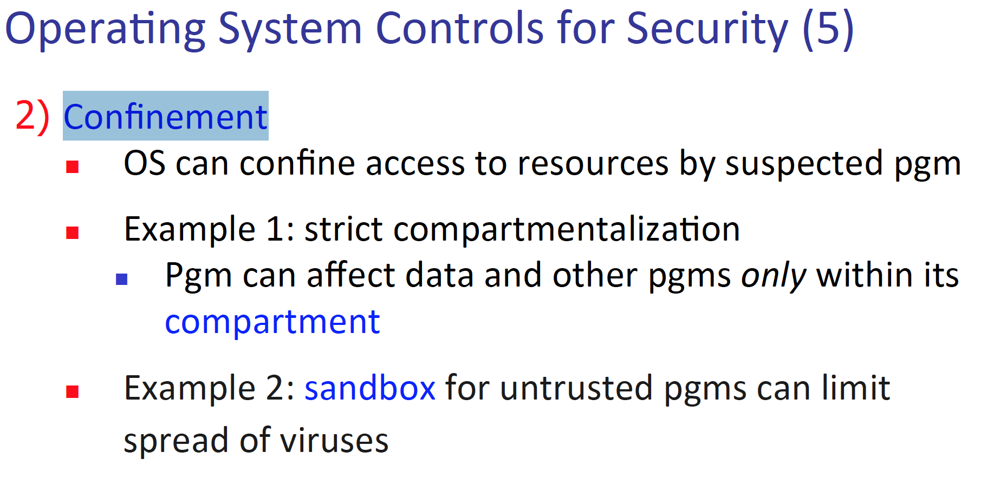 Operating System Controls for Security (5)
2) Confinement
■ OS can confine access to resources by suspected pgm
■ Example 1: strict compartmentalization
■ Pgm can affect data and other pgms only within its
compartment
■ Example 2: sandbox for untrusted pgms can limit
spread of viruses